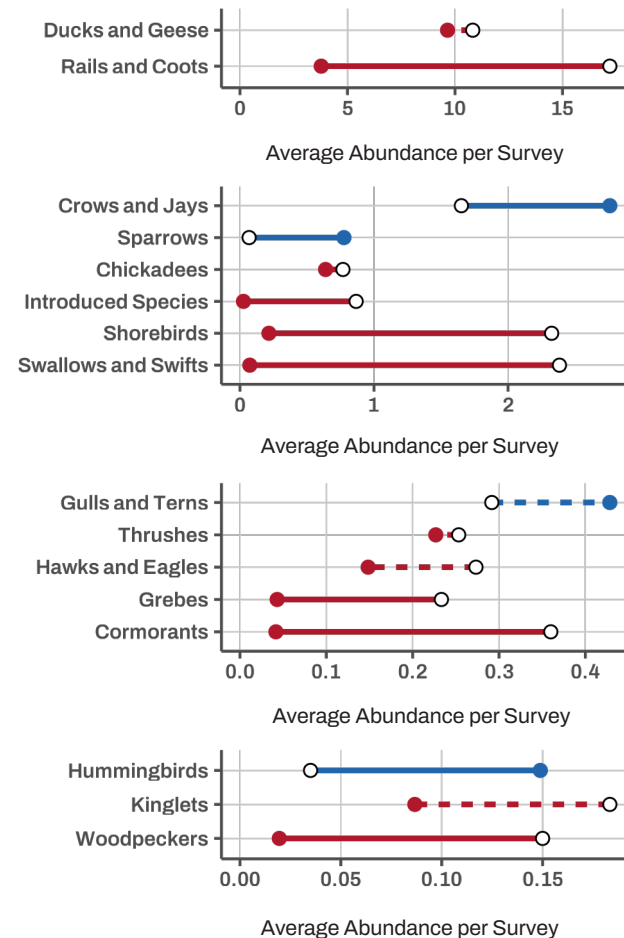 Ducks and Geese
Rails and Coots
0 5 10 15
Average Abundance per Survey
Crows and Jays
Sparrows
Chickadees
Introduced Species
Shorebirds
Swallows and Swifts
0 1 2
Average Abundance per Survey
Gulls and Terns
Thrushes
Hawks and Eagles
Grebes
Cormorants
0.0 0.1 0.2 0.3 0.4
Average Abundance per Survey
Hummingbirds
Kinglets
Woodpeckers
0.00 0.05 0.10 0.15
Average Abundance per Survey